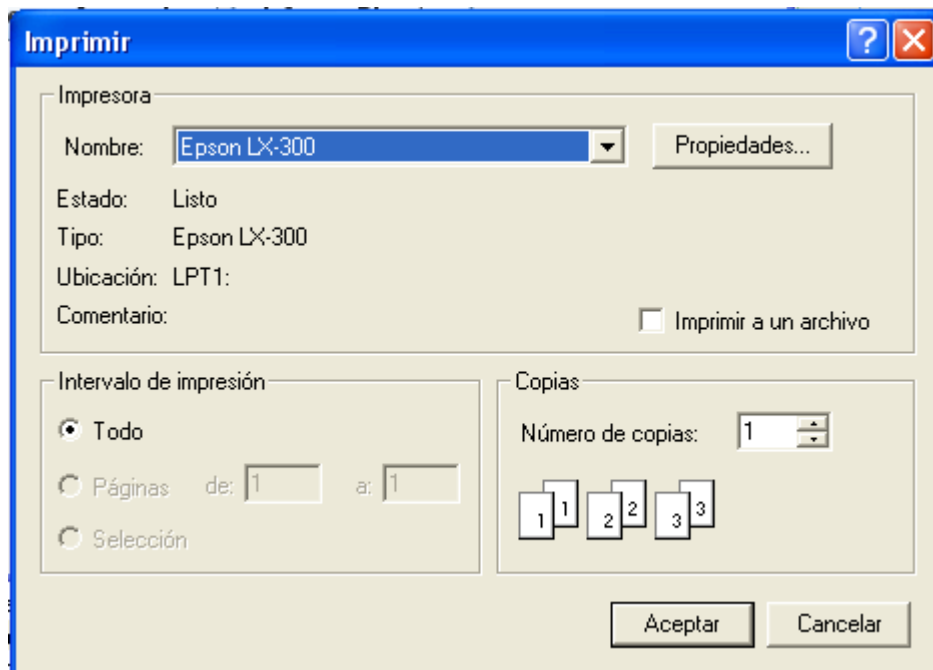 Imprimir
Impresora
Nombre: Epson LX-300 Propiedades...
Estado: Listo
Tipo: Epson LX-300
Ubicación: LPT1:
Comentario: Imprimir a un archivo
Intervalo de impresión
Todo
Páginas de: 1 a: 1
Selección
Copias
Número de copias: 1
1 1 2 2 3 3
Aceptar Cancelar